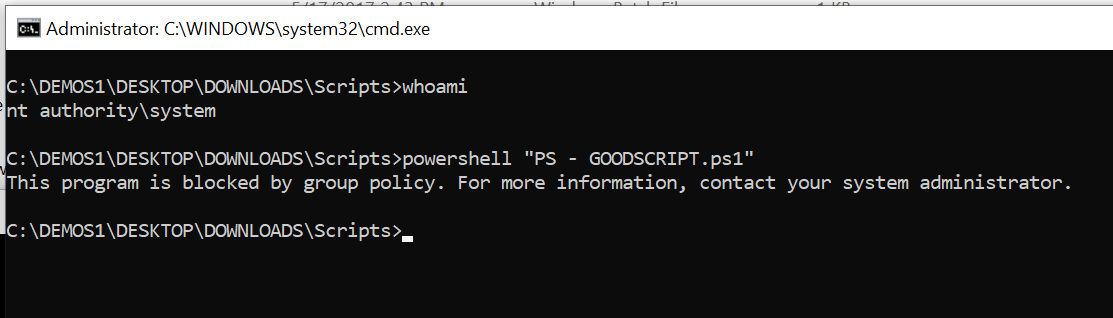 Administrator: C:\WINDOWS\system32\cmd.exe
C:\DEMOS1\DESKTOP\DOWNLOADS\Scripts>whoami
nt authority\system
C:\DEMOS1\DESKTOP\DOWNLOADS\Scripts>powershell "PS - GOODSCRIPT.ps1"
This program is blocked by group policy. For more information, contact your system administrator.
C:\DEMOS1\DESKTOP\DOWNLOADS\Scripts>